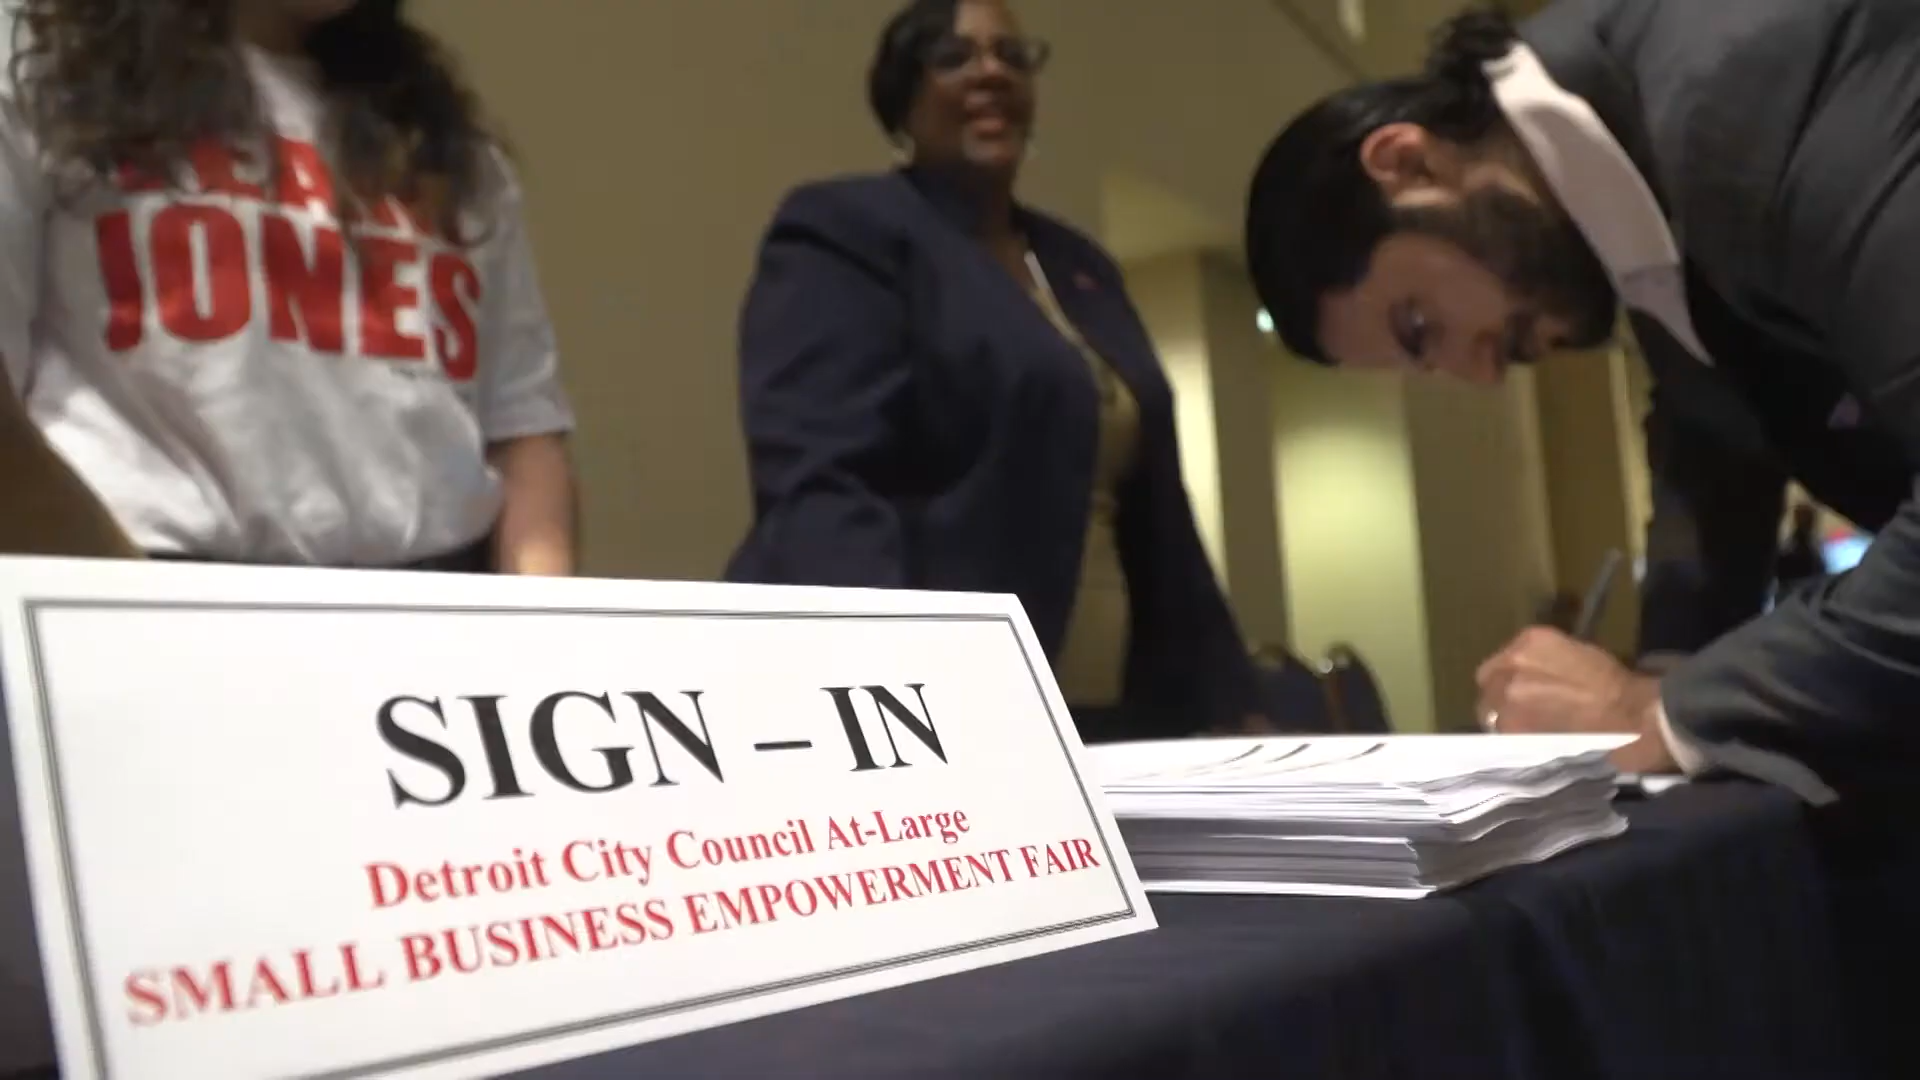 JONES
SIGN – IN
Detroit City Council At-Large
SMALL BUSINESS EMPOWERMENT FAIR